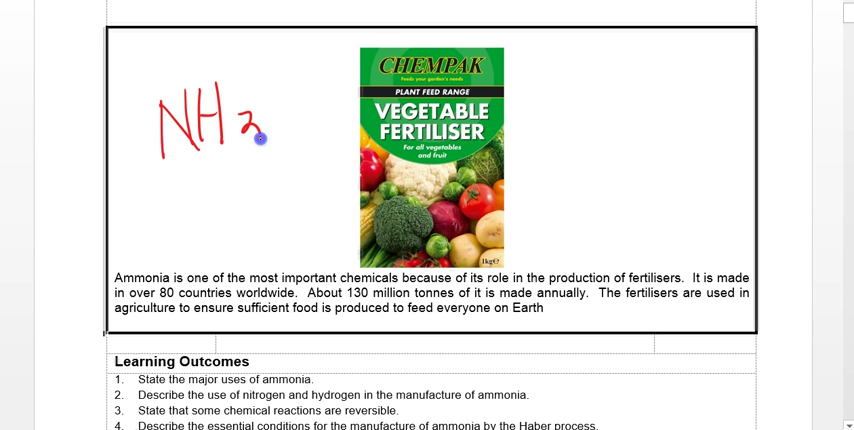 NH
CHEMPAK
Feeds your garden's needs
PLANT FEED RANGE
VEGETABLE
FERTILISER
For all vegetables
and fruit
1kg e
Ammonia is one of the most important chemicals because of its role in the production of fertilisers. It is made
in over 80 countries worldwide. About 130 million tonnes of it is made annually. The fertilisers are used in
agriculture to ensure sufficient food is produced to feed everyone on Earth
Learning Outcomes
1. State the major uses of ammonia.
2. Describe the use of nitrogen and hydrogen in the manufacture of ammonia.
3. State that some chemical reactions are reversible.
4. Describe the essential conditions for the manufacture of ammonia by the Haber process.